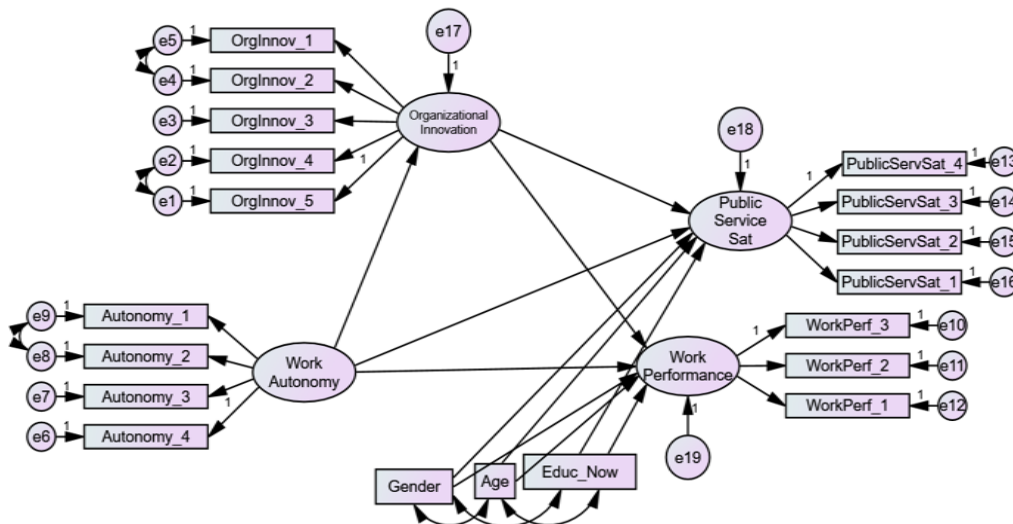 e17
1
e5 1 OrgInnov_1
e4 1 OrgInnov_2
e3 1 OrgInnov_3
e2 1 OrgInnov_4
e1 1 OrgInnov_5
1
Organizational
Innovation
e18
1
Public
Service
Sat
1
PublicServSat_4 1 e13
PublicServSat_3 1 e14
PublicServSat_2 1 e15
PublicServSat_1 1 e16
e9 1 Autonomy_1
e8 1 Autonomy_2
e7 1 Autonomy_3
e6 1 Autonomy_4
1
Work
Autonomy
Work
Performance
1
WorkPerf_3 1 e10
WorkPerf_2 1 e11
WorkPerf_1 1 e12
1
e19
Gender
Age
Educ_Now